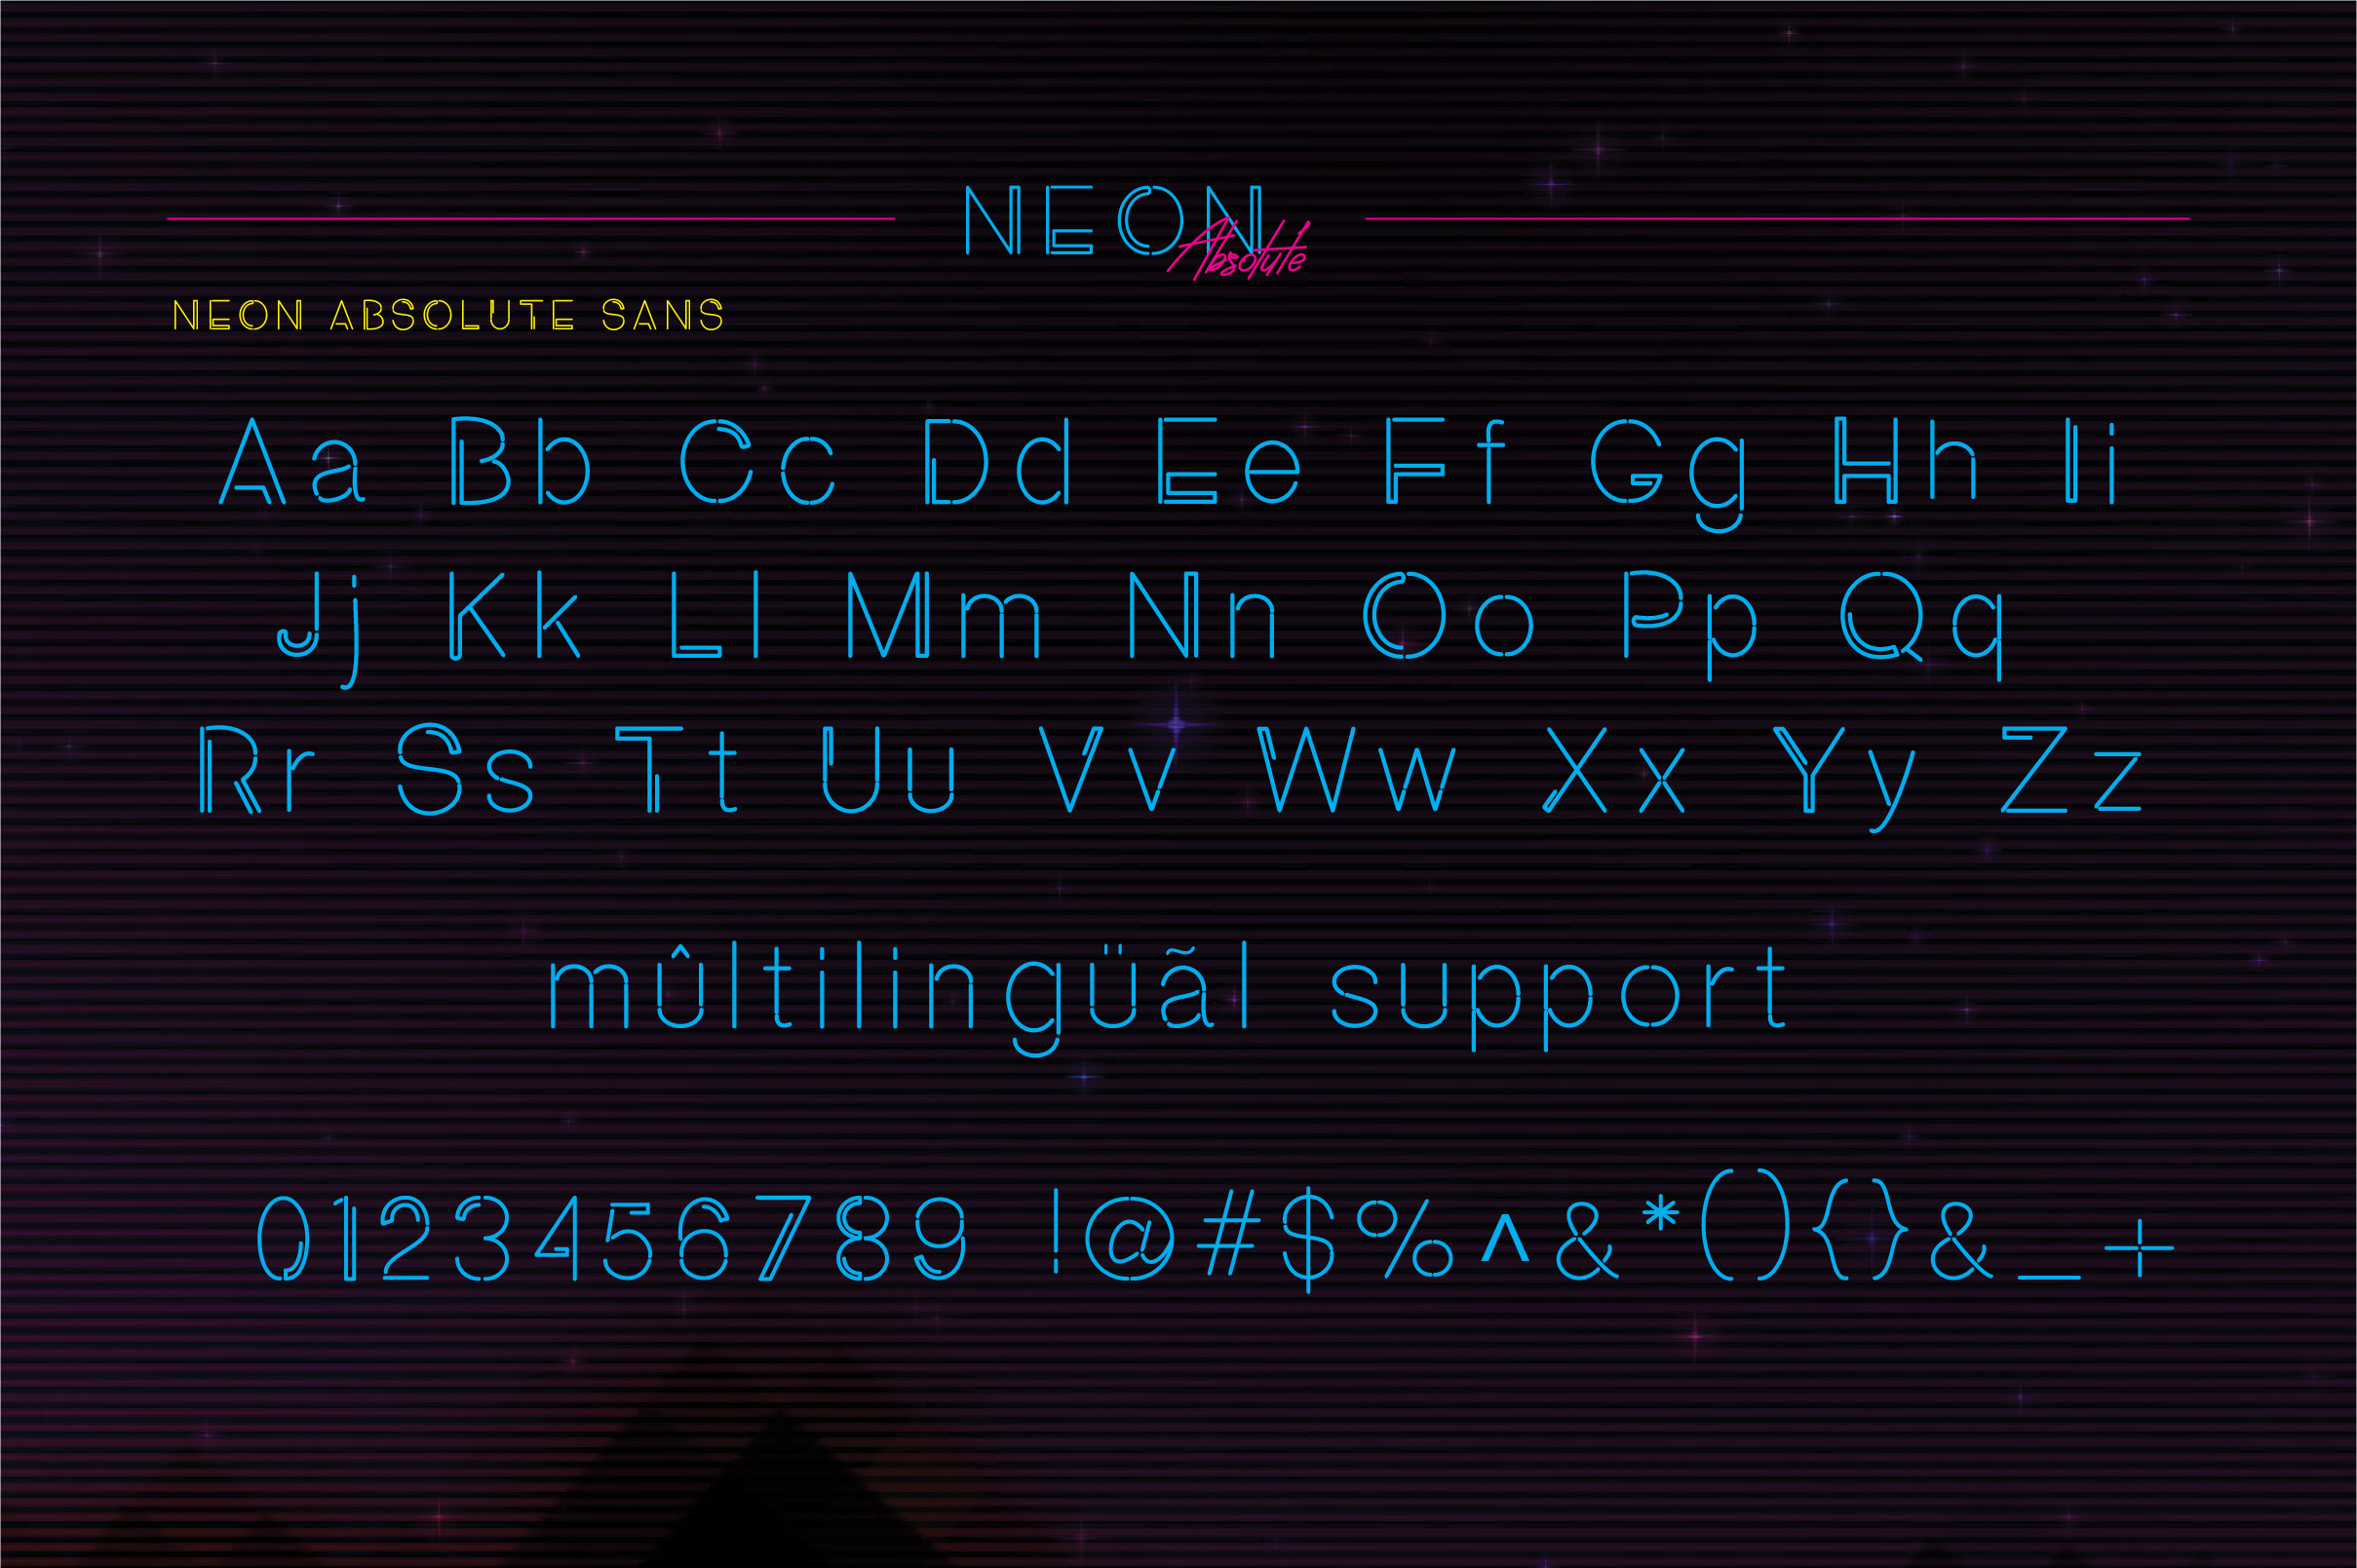 NEON
Absolute
NEON ABSOLUTE SANS
Aa Bb Cc Dd Ee Ff Gg Hh Ii
Jj Kk Ll Mm Nn Oo Pp Qq
Rr Ss Tt Uu Vv Ww Xx Yy Zz
mûltilingüãl support
0123456789 !@#$%^&*(){}&_+